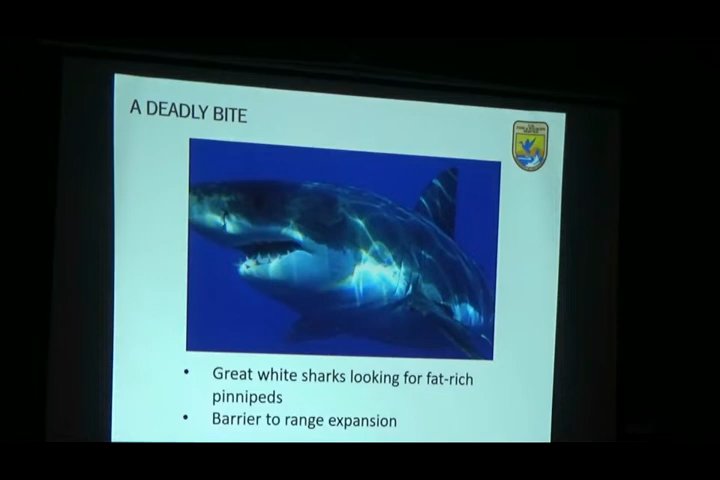 A DEADLY BITE
• Great white sharks looking for fat-rich
pinnipeds
• Barrier to range expansion